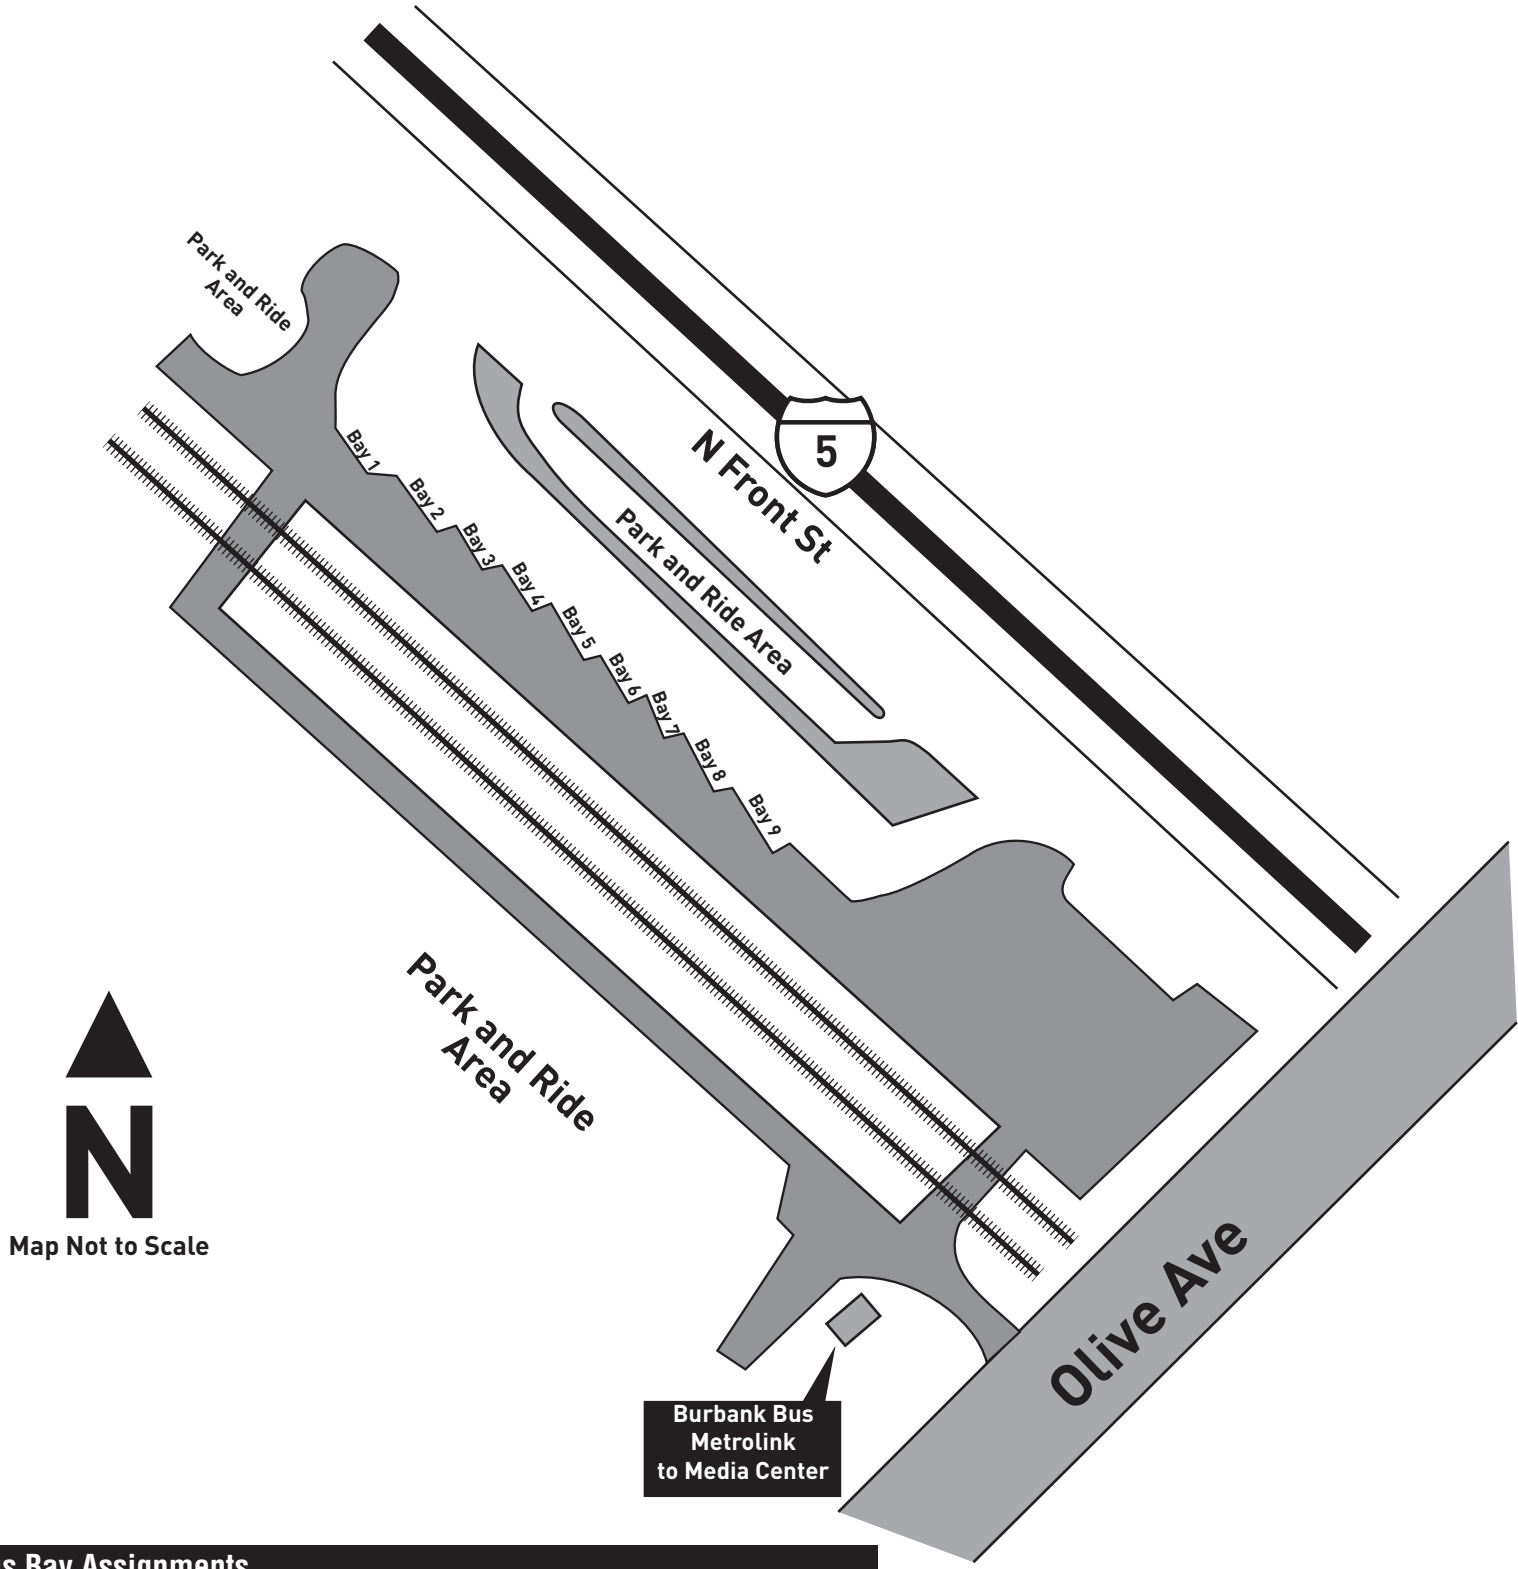 Park and Ride
Area
Bay 1
Bay 2
Bay 3
Bay 4
Bay 5
Bay 6
Bay 7
Bay 8
Bay 9
Park and Ride Area
N Front St
5
Park and Ride
Area
N
Map Not to Scale
Olive Ave
Burbank Bus
Metrolink
to Media Center
Bay Assignments